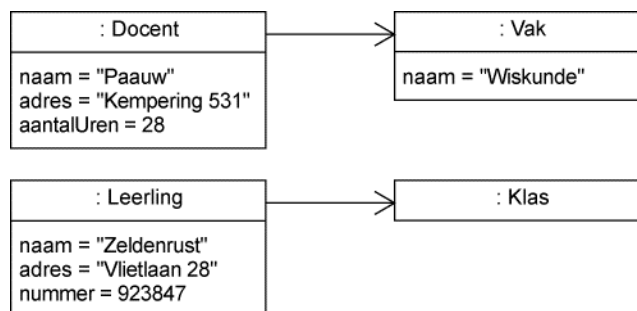 : Docent
: Vak
naam = "Paauw"
adres = "Kempering 531"
aantalUren = 28
naam = "Wiskunde"
: Leerling
: Klas
naam = "Zeldenrust"
adres = "Vlietlaan 28"
nummer = 923847